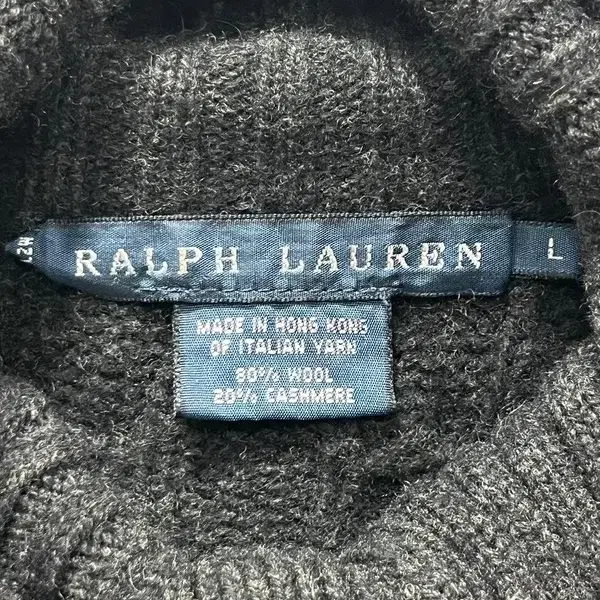 RALPH LAUREN
L
MADE IN HONG KONG
OF ITALIAN YARN
80% WOOL
20% CASHMERE